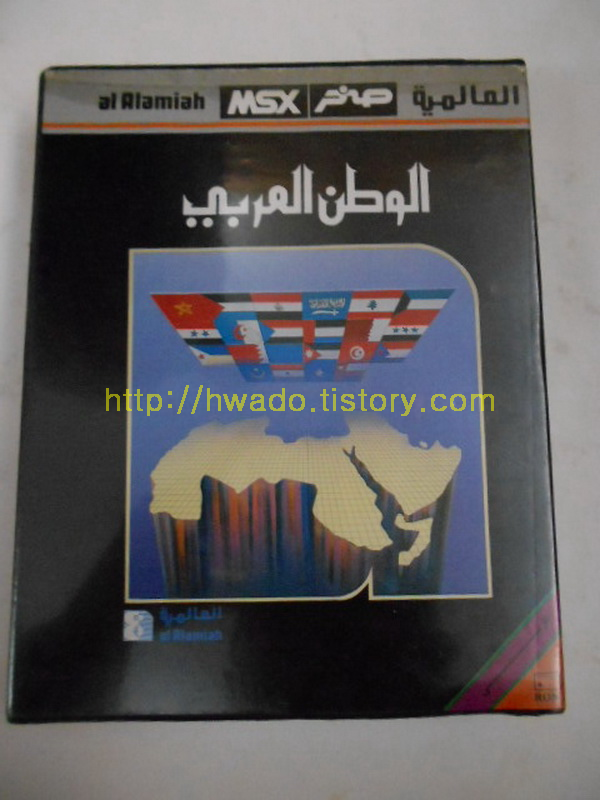 al Alamiah MSX صخر العالمية
الوطن العربي
http://hwado.tistory.com
العالمية
al Alamiah